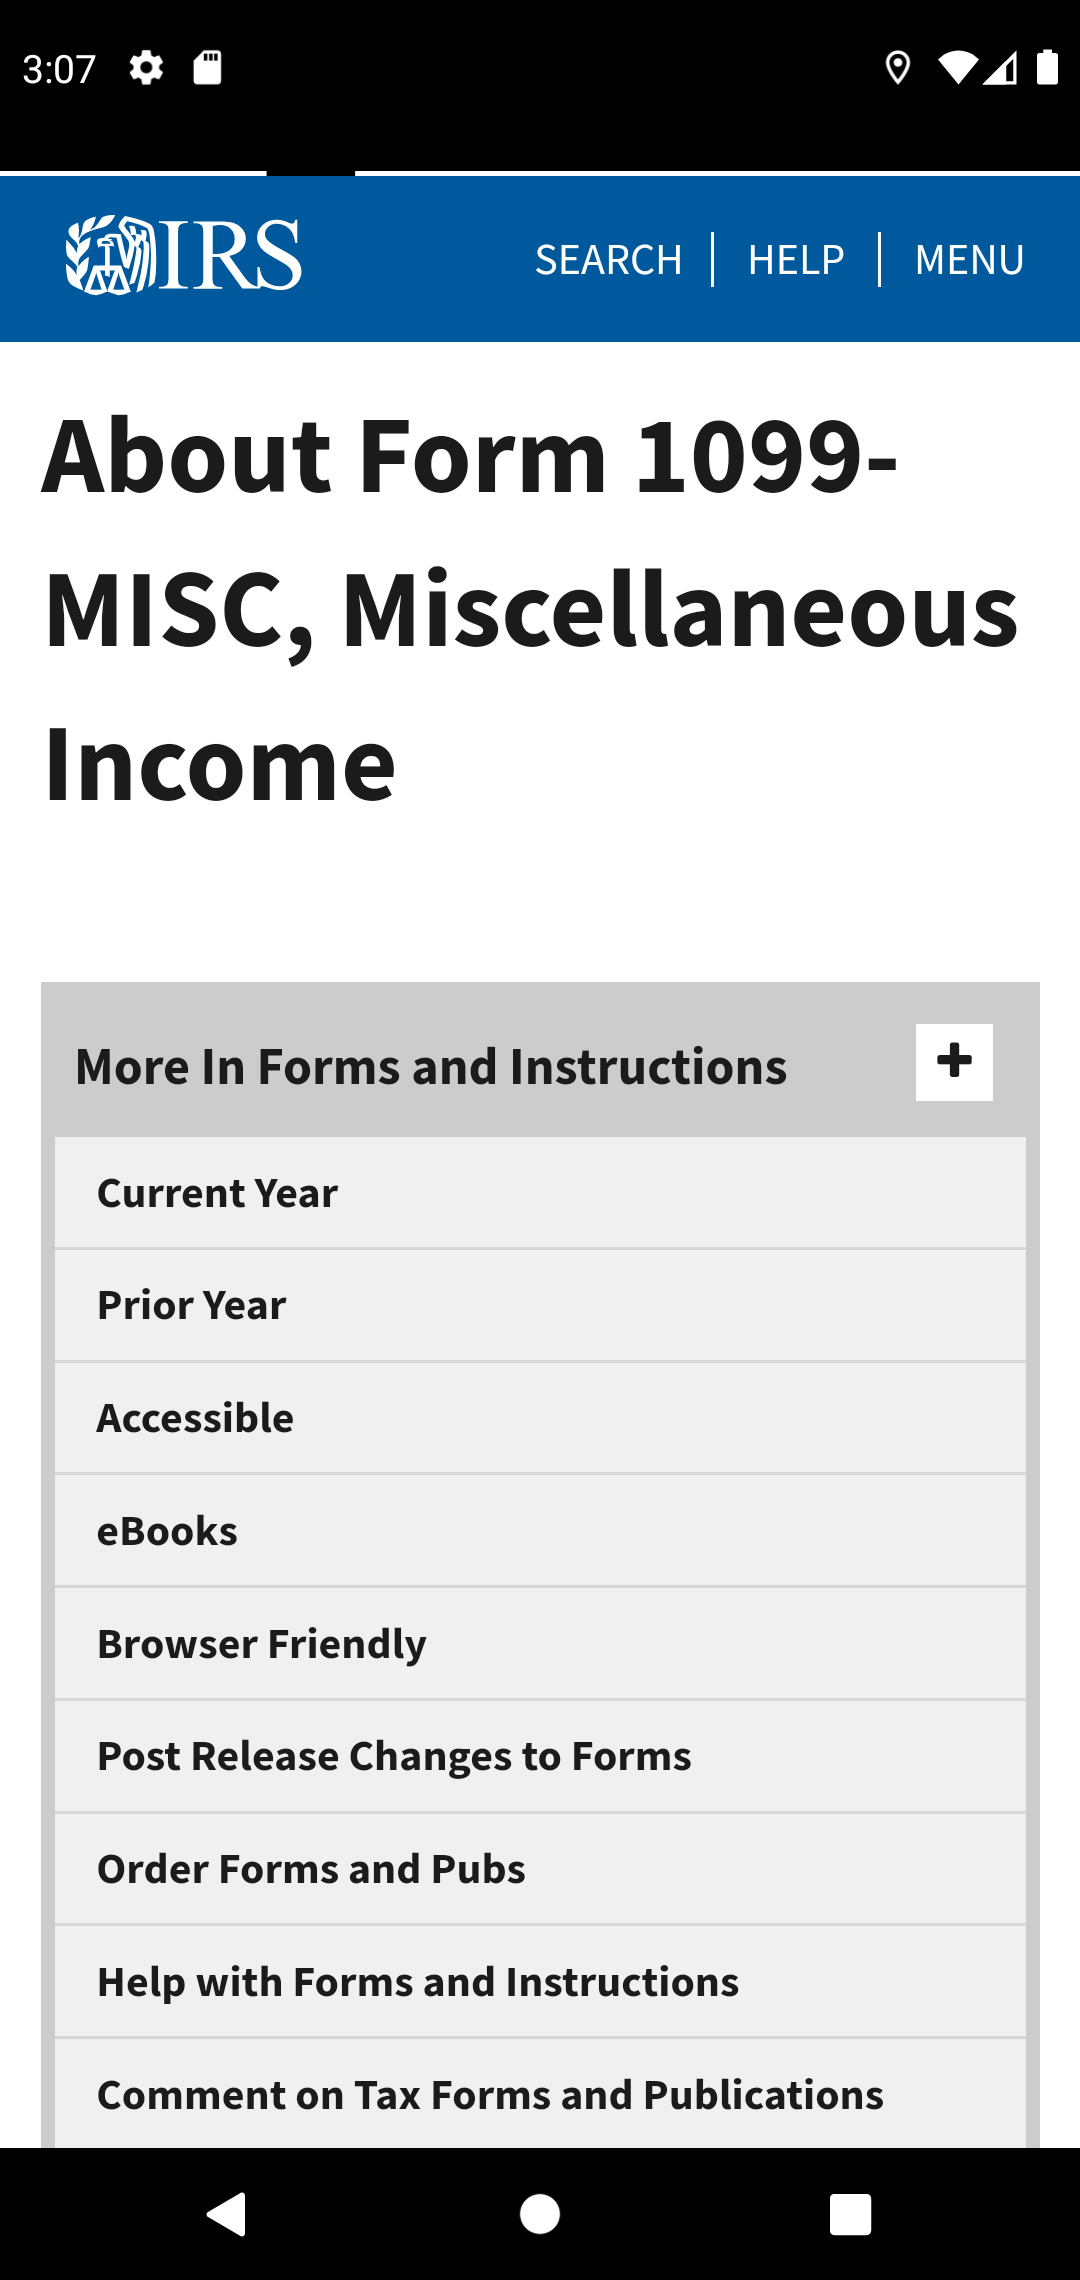 3:07
IRS
SEARCH
HELP
MENU
About Form 1099-
MISC, Miscellaneous
Income
More In Forms and Instructions
Current Year
Prior Year
Accessible
eBooks
Browser Friendly
Post Release Changes to Forms
Order Forms and Pubs
Help with Forms and Instructions
Comment on Tax Forms and Publications